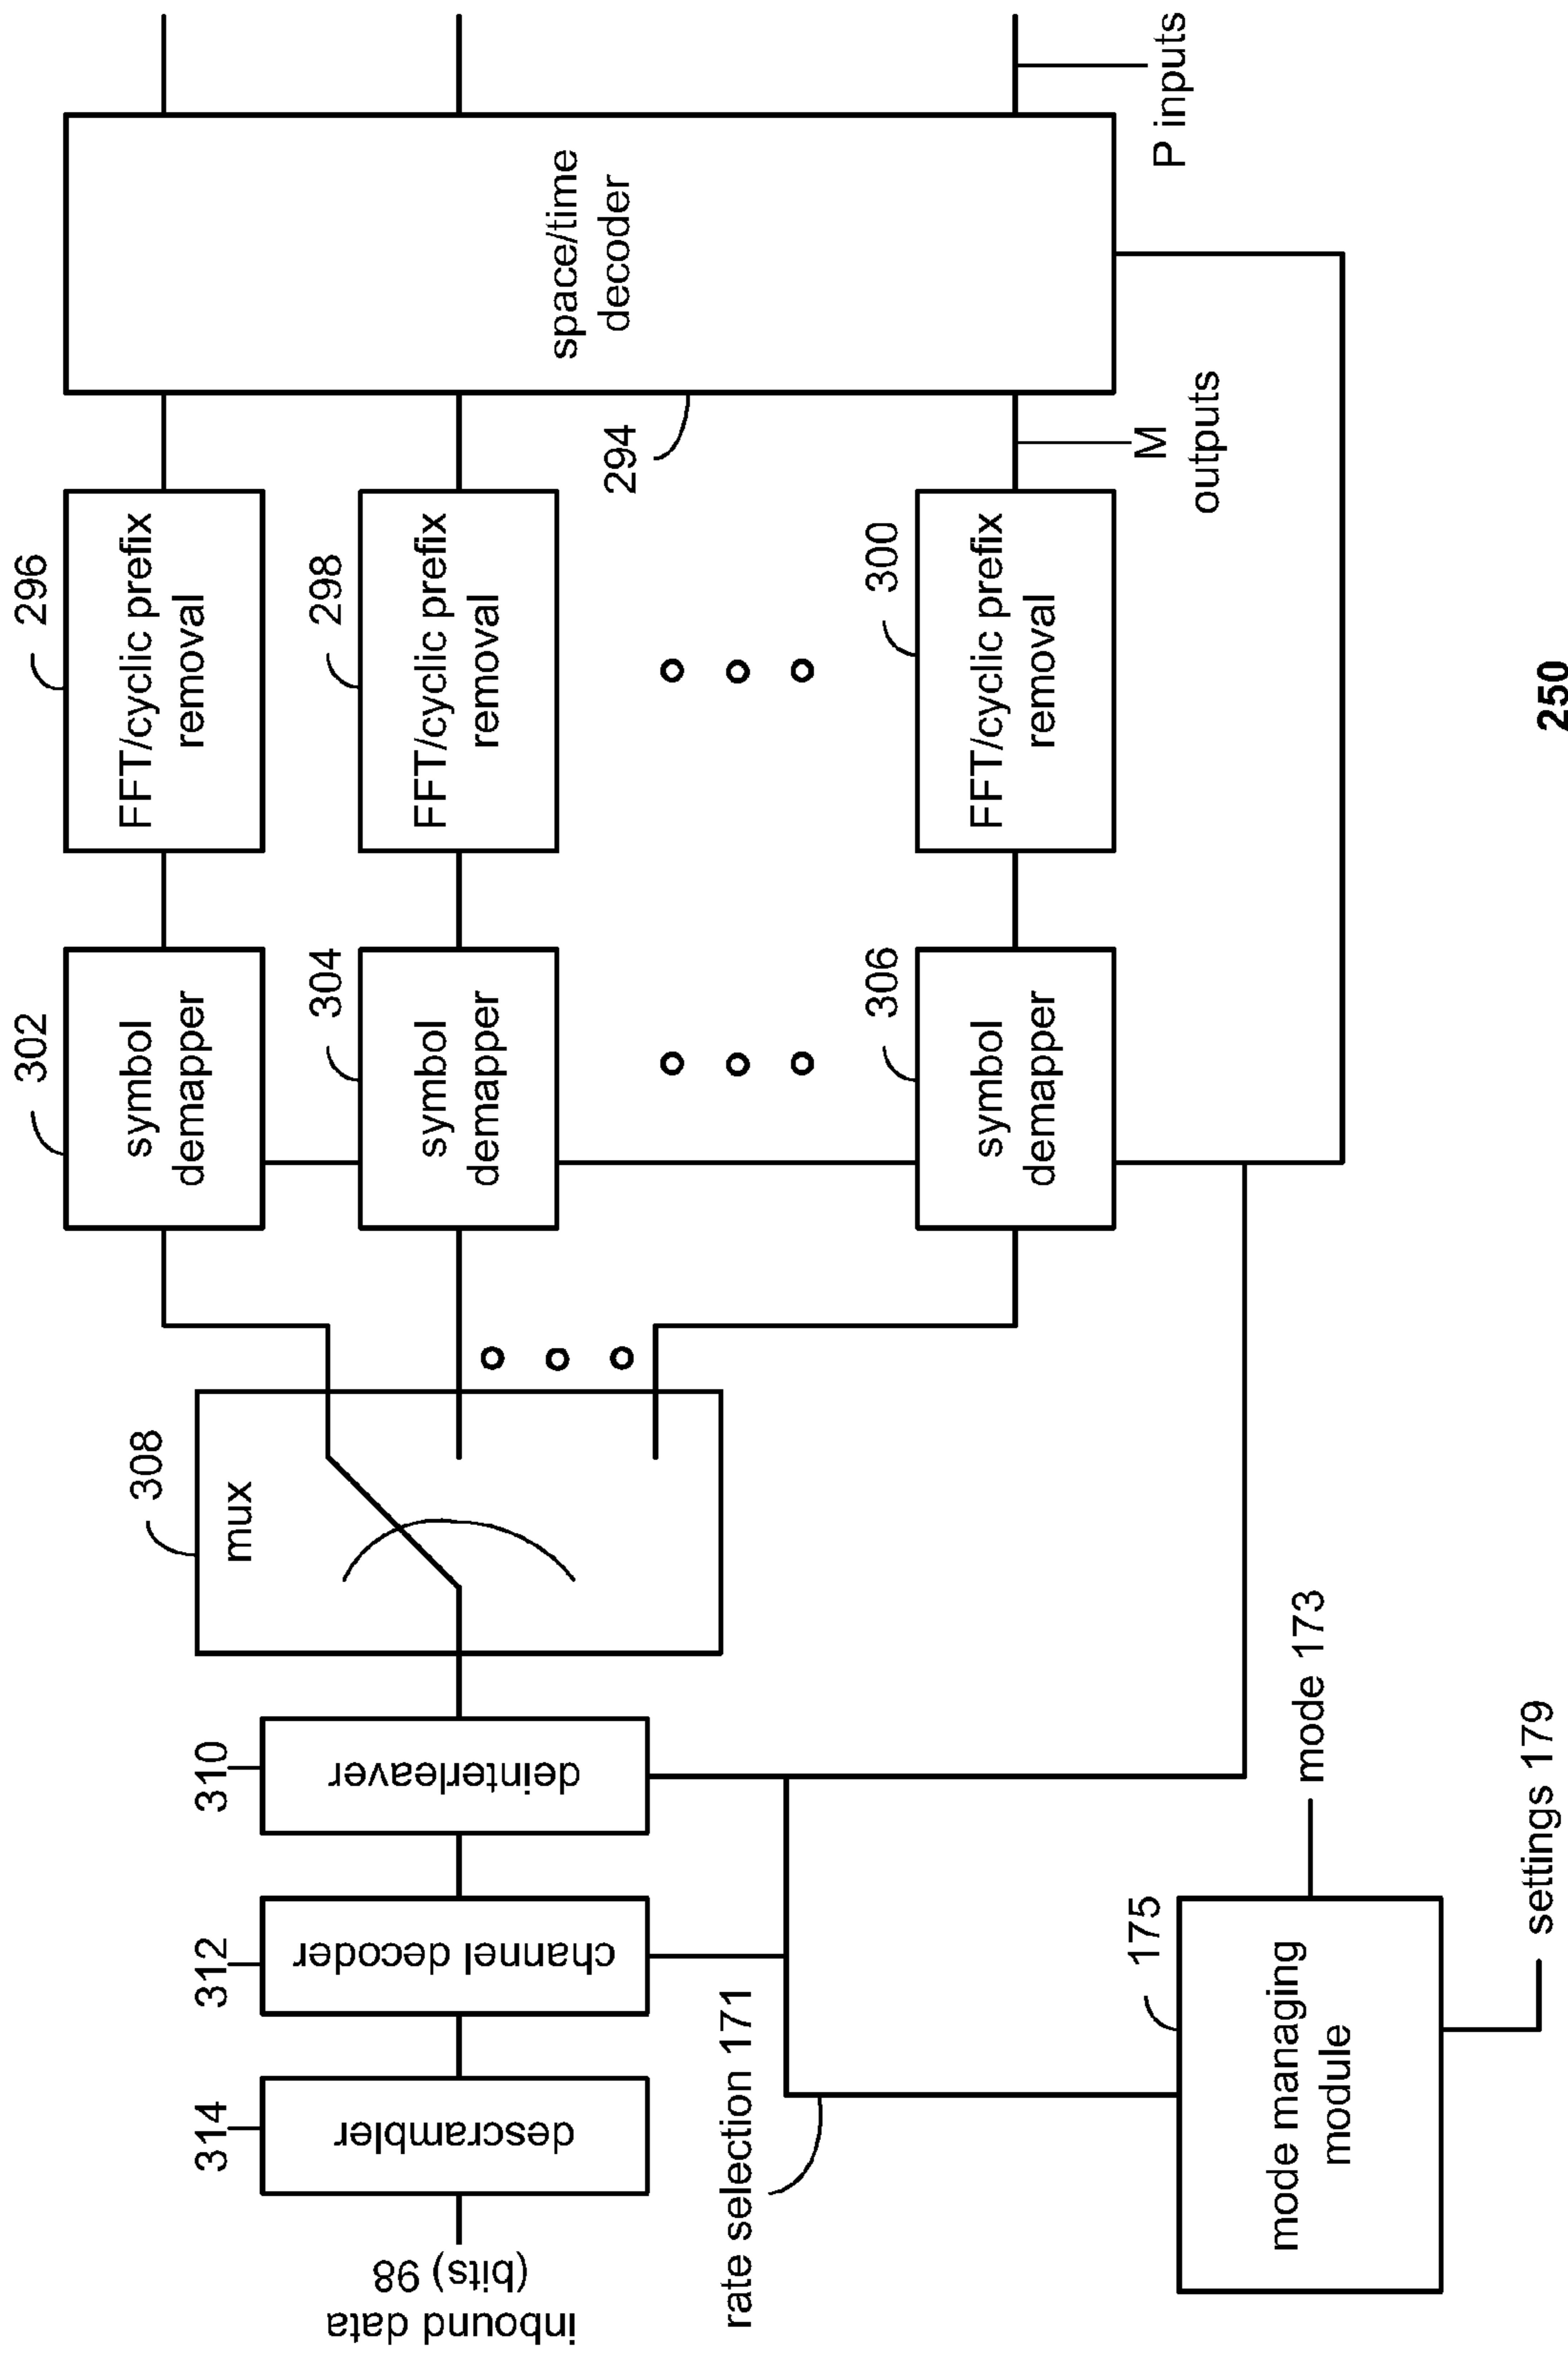 302
symbol
demapper
296
FFT/cyclic prefix
removal
304
symbol
demapper
298
FFT/cyclic prefix
removal
space/time
decoder
294
306
symbol
demapper
300
FFT/cyclic prefix
removal
M
outputs
P inputs
308
mux
310
deinterleaver
312
channel decoder
314
descrambler
inbound data
(bits) 98
rate selection 171
175
mode managing
module
mode 173
settings 179
250